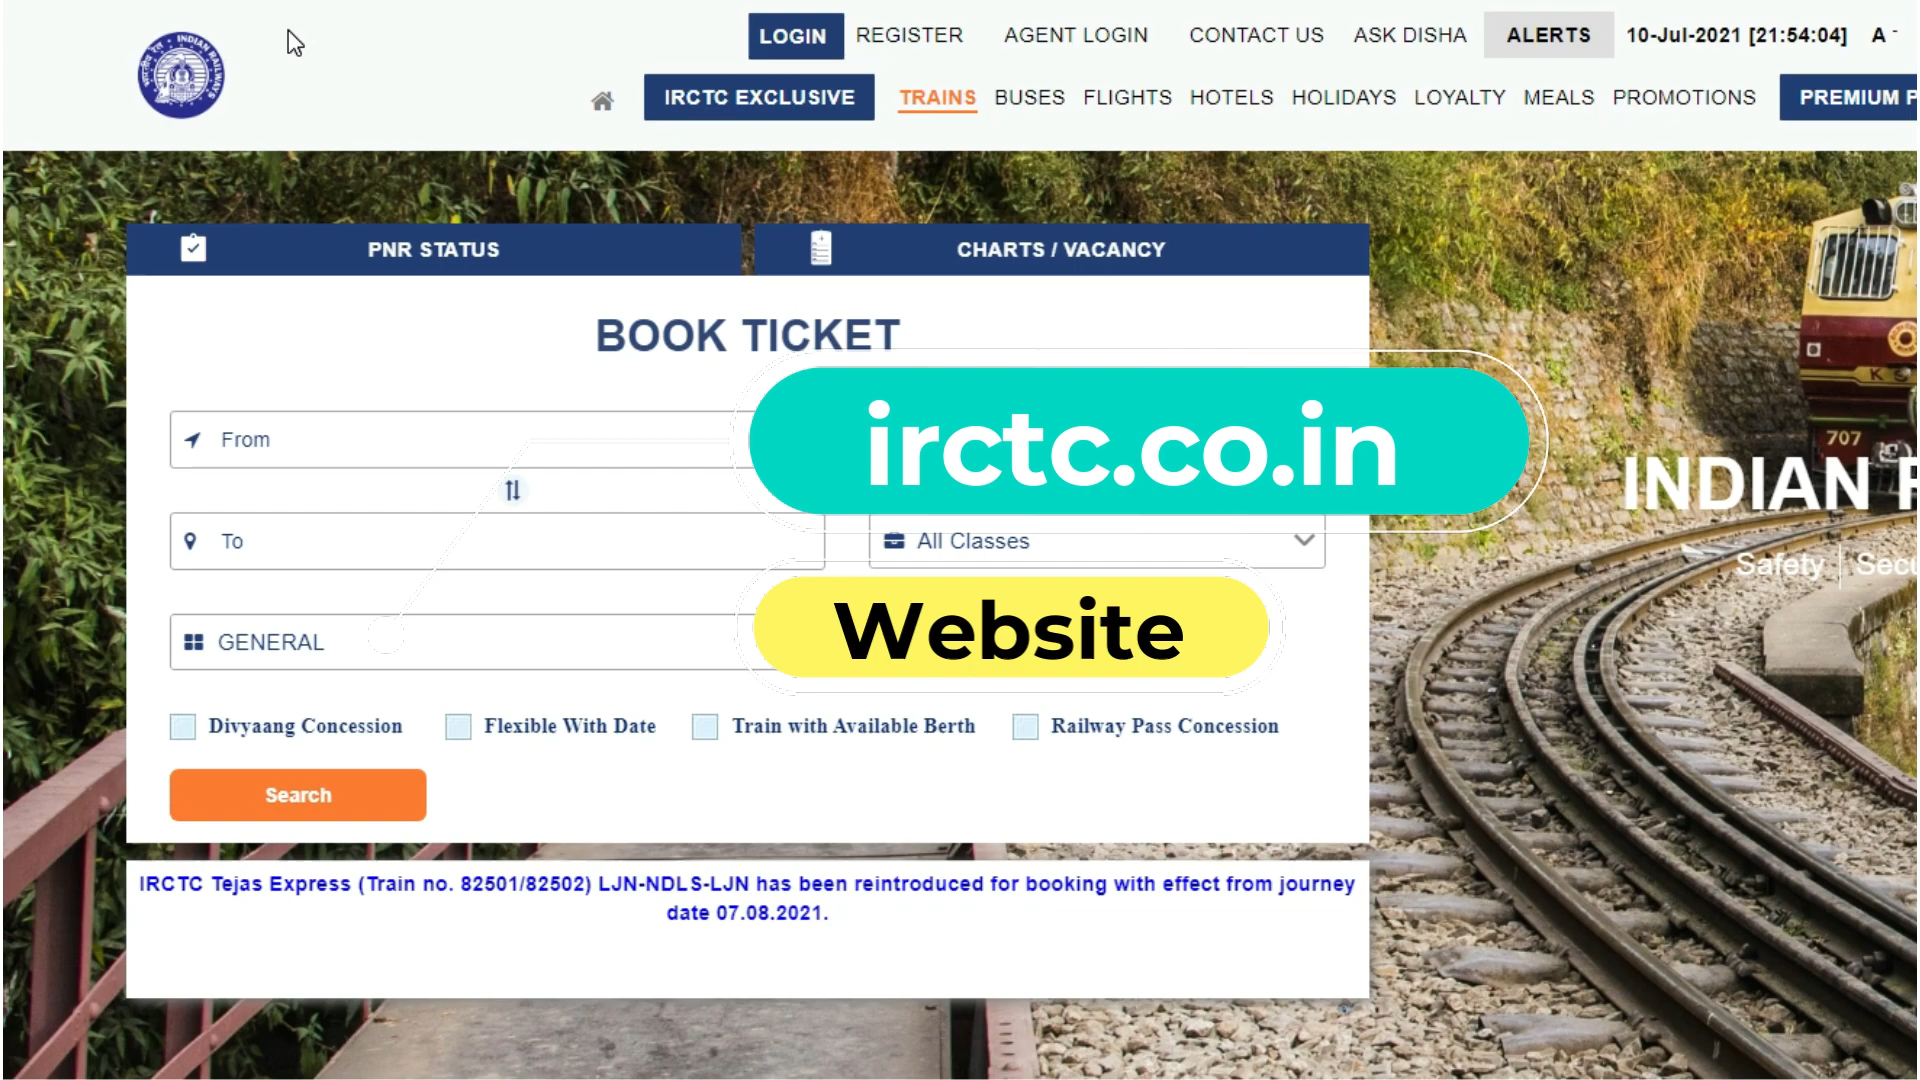 LOGIN REGISTER AGENT LOGIN CONTACT US ASK DISHA ALERTS 10-Jul-2021 [21:54:04] A -
IRCTC EXCLUSIVE TRAINS BUSES FLIGHTS HOTELS HOLIDAYS LOYALTY MEALS PROMOTIONS PREMIUM P
INDIAN RAILWAYS
PNR STATUS CHARTS / VACANCY
BOOK TICKET
From
irctc.co.in
To All Classes
Website
GENERAL
Divyaang Concession Flexible With Date Train with Available Berth Railway Pass Concession
Search
IRCTC Tejas Express (Train no. 82501/82502) LJN-NDLS-LJN has been reintroduced for booking with effect from journey
date 07.08.2021.
707
INDIAN
Safety | Secu